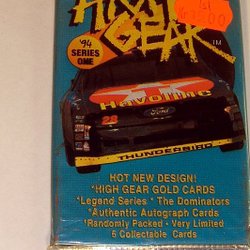 HIGH
GEAR
TM
'94
SERIES
ONE
Havoline
28
Ford
THUNDERBIRD
HOT NEW DESIGN!
*HIGH GEAR GOLD CARDS
*Legend Series *The Dominators
*Authentic Autograph Cards
*Randomly Packed • Very Limited
6 Collectable Cards